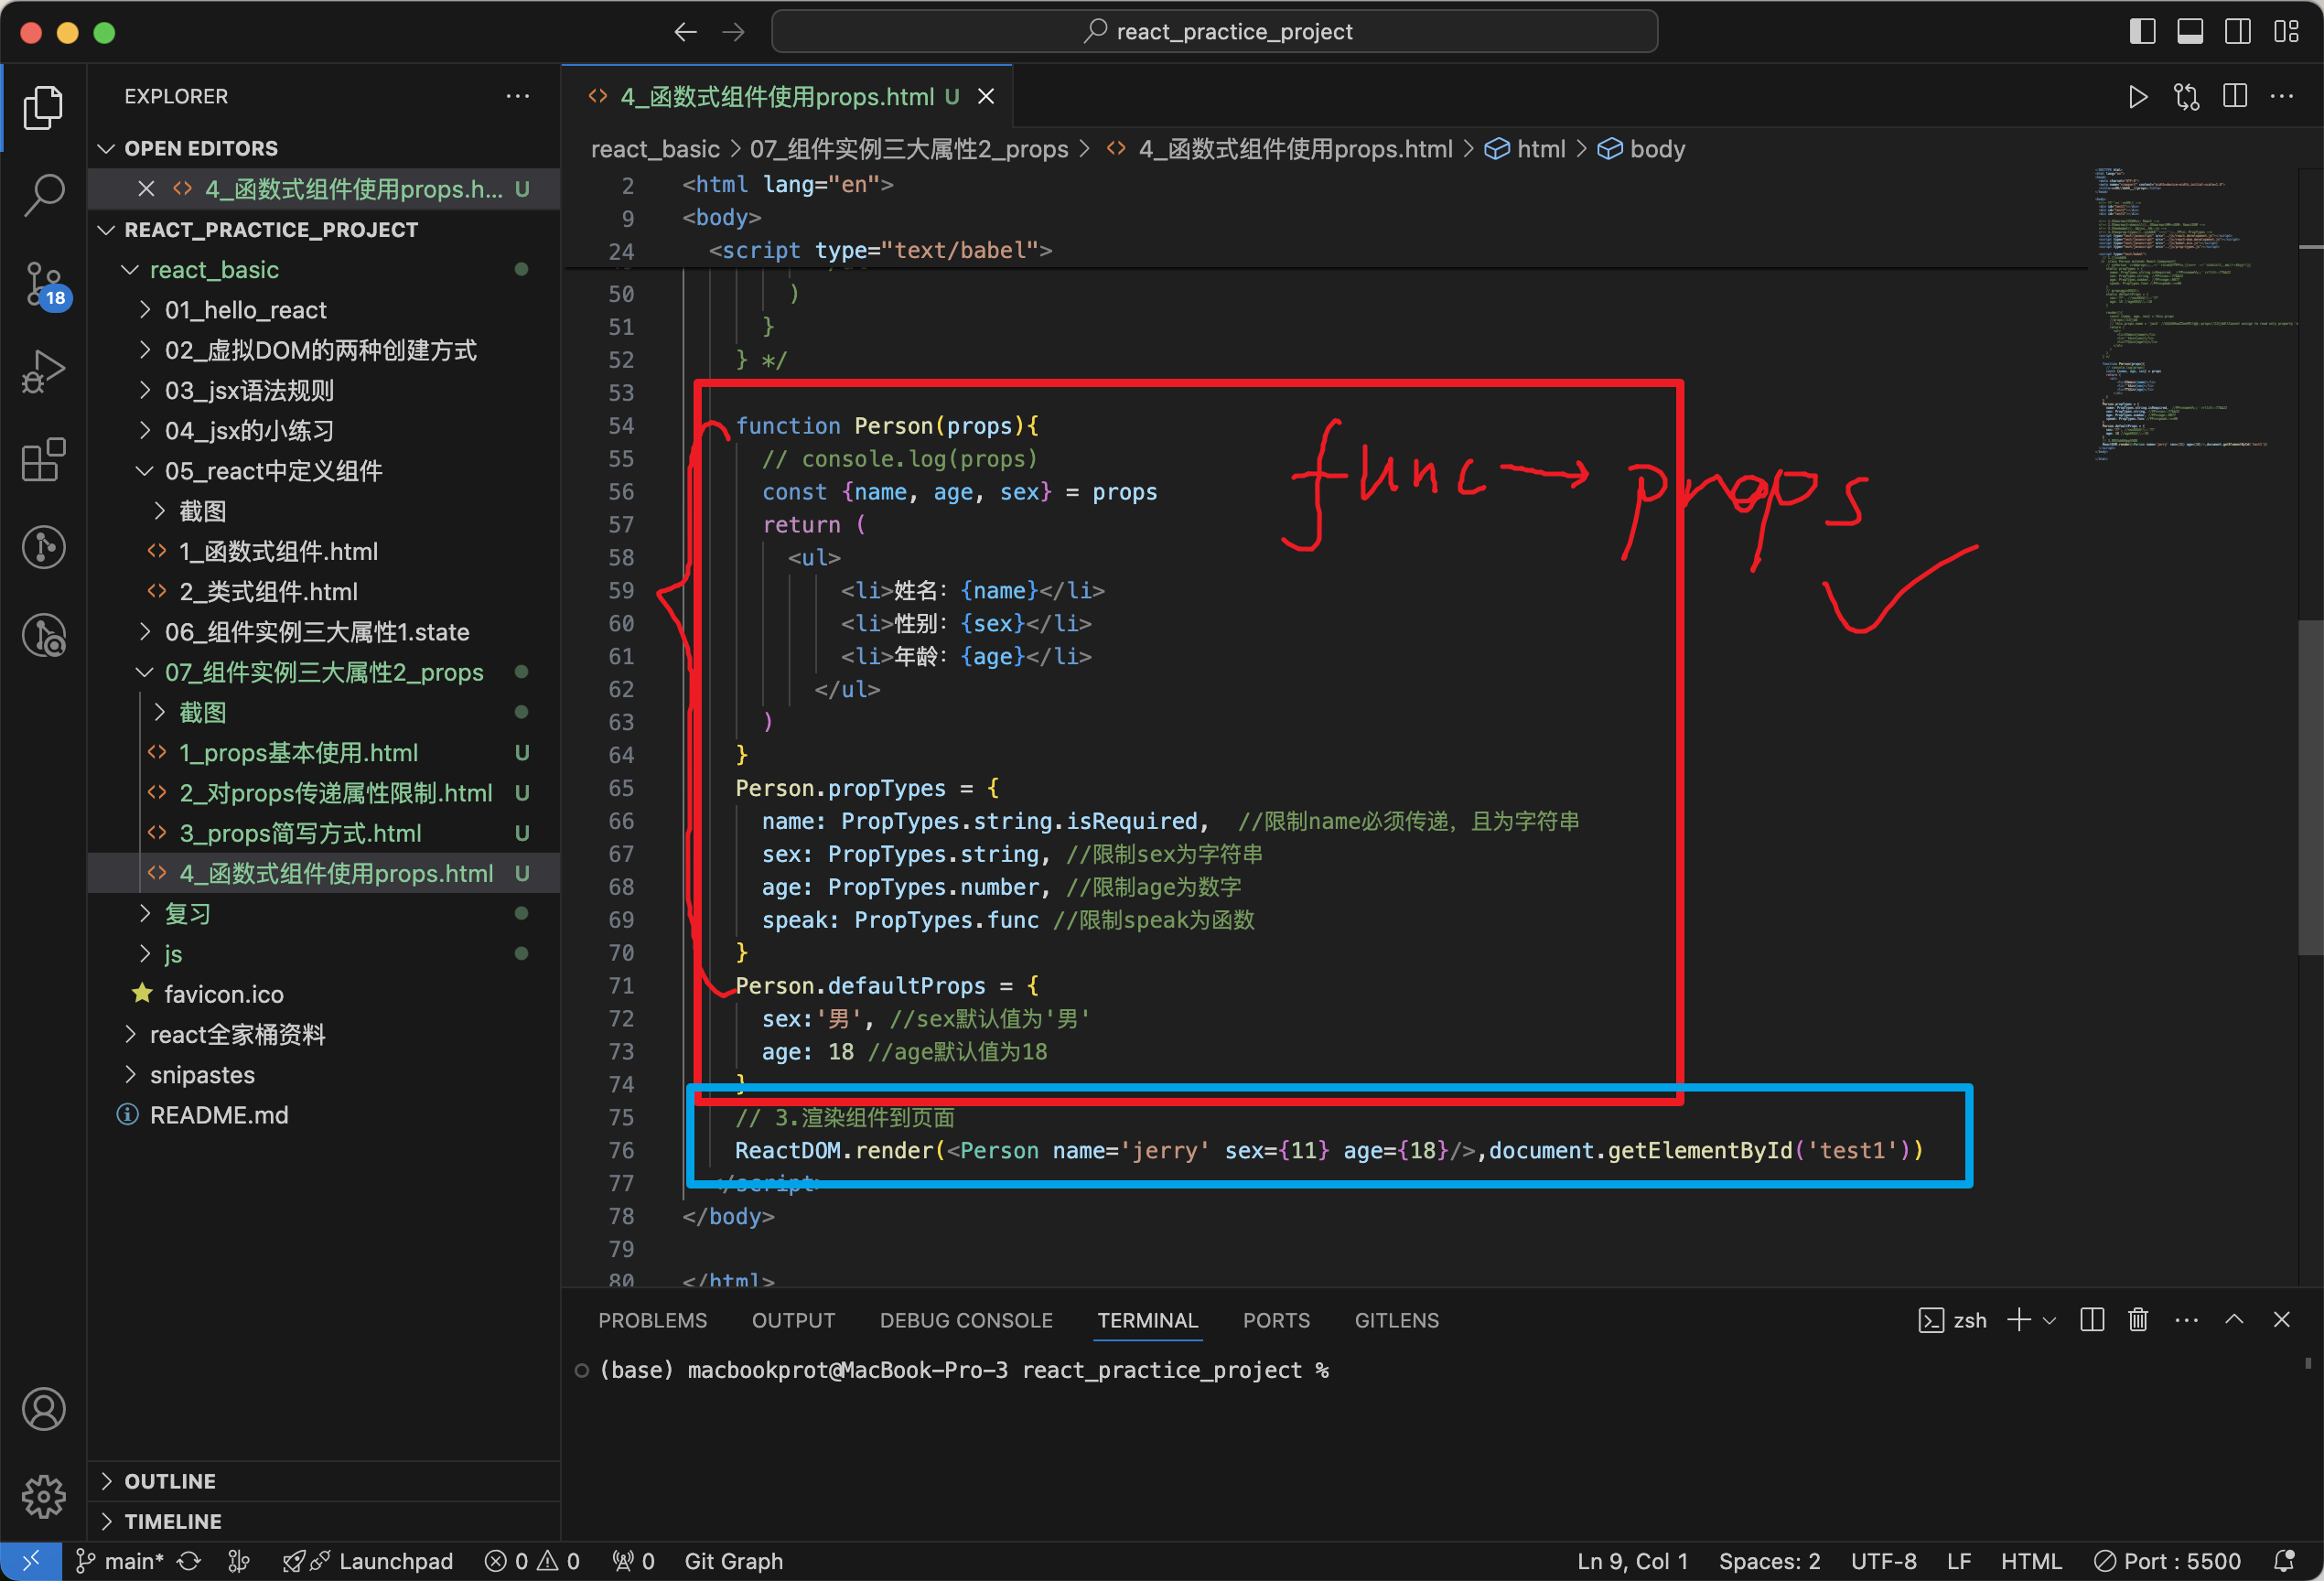 react_practice_project
EXPLORER
OPEN EDITORS
4_函数式组件使用props.h... U
REACT_PRACTICE_PROJECT
react_basic
01_hello_react
02_虚拟DOM的两种创建方式
03_jsx语法规则
04_jsx的小练习
05_react中定义组件
截图
1_函数式组件.html
2_类式组件.html
06_组件实例三大属性1.state
07_组件实例三大属性2_props
截图
1_props基本使用.html U
2_对props传递属性限制.html U
3_props简写方式.html U
4_函数式组件使用props.html U
复习
js
favicon.ico
react全家桶资料
snipastes
README.md
OUTLINE
TIMELINE
18
4_函数式组件使用props.html U
react_basic > 07_组件实例三大属性2_props > 4_函数式组件使用props.html > html > body
2 <html lang="en">
9 <body>
24 <script type="text/babel">
50 )
51 }
52 } */
53
54 function Person(props){
55 // console.log(props)
56 const {name, age, sex} = props
57 return (
58 <ul>
59 <li>姓名: {name}</li>
60 <li>性别: {sex}</li>
61 <li>年龄: {age}</li>
62 </ul>
63 )
64 }
65 Person.propTypes = {
66 name: PropTypes.string.isRequired, //限制name必须传递，且为字符串
67 sex: PropTypes.string, //限制sex为字符串
68 age: PropTypes.number, //限制age为数字
69 speak: PropTypes.func //限制speak为函数
70 }
71 Person.defaultProps = {
72 sex:'男', //sex默认值为'男'
73 age: 18 //age默认值为18
74 }
75 // 3.渲染组件到页面
76 ReactDOM.render(<Person name='jerry' sex={11} age={18}/>,document.getElementById('test1'))
77 </script>
78 </body>
79
80 </html>
func → props
PROBLEMS OUTPUT DEBUG CONSOLE TERMINAL PORTS GITLENS
zsh
(base) macbookprot@MacBook-Pro-3 react_practice_project %
main* Launchpad 0 0 0 Git Graph
Ln 9, Col 1 Spaces: 2 UTF-8 LF HTML Port : 5500